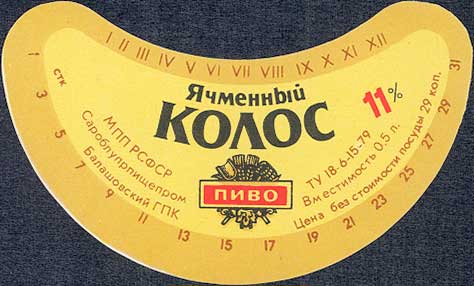 I II III IV V VI VII VIII IX X XI XII
стк
Ячменный
КОЛОС
11%
МПП РСФСР
Сароблупрпищепром
Балашовский ГПК
ПИВО
ТУ 18-6-15-79
Вместимость 0,5 л.
Цена без стоимости посуды 29 коп.
1 3 5 7 9 11 13 15 17 19 21 23 25 27 29 31